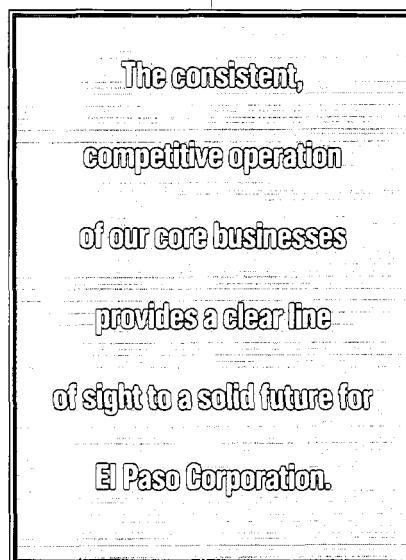 The consistent,
competitive operation
of our core businesses
provides a clear line
of sight to a solid future for
El Paso Corporation.